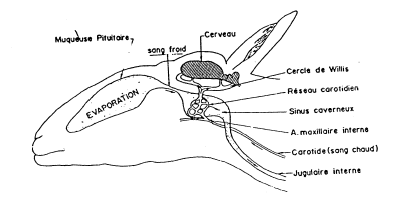 Muqueuse Pituitaire
sang froid
Cerveau
Cercle de Willis
Réseau carotidien
Sinus caverneux
A. maxillaire interne
Carotide (sang chaud)
Jugulaire interne
EVAPORATION